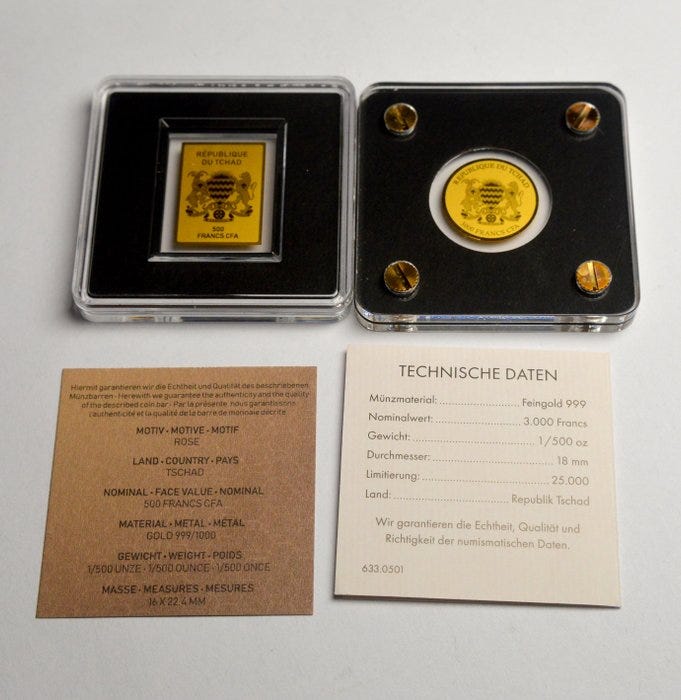 RÉPUBLIQUE
DU TCHAD
500
FRANCS CFA
RÉPUBLIQUE DU TCHAD
3000 FRANCS CFA
Hiermit garantieren wir die Echtheit und Qualität des beschriebenen
Münzbarren · Herewith we guarantee the authenticity and the quality
of the described coin bar · Par la présente, nous garantissons
l'authenticité et la qualité de la barre de monnaie décrite
MOTIV · MOTIVE · MOTIF
ROSE
LAND · COUNTRY · PAYS
TSCHAD
NOMINAL · FACE VALUE · NOMINAL
500 FRANCS CFA
MATERIAL · METAL · MÉTAL
GOLD 999/1000
GEWICHT · WEIGHT · POIDS
1/500 UNZE · 1/500 OUNCE · 1/500 ONCE
MASSE · MEASURES · MESURES
16 X 22.4 MM
TECHNISCHE DATEN
Münzmaterial: Feingold 999
Nominalwert: 3.000 Francs
Gewicht: 1/500 oz
Durchmesser: 18 mm
Limitierung: 25.000
Land: Republik Tschad
Wir garantieren die Echtheit, Qualität und
Richtigkeit der numismatischen Daten.
633.0501